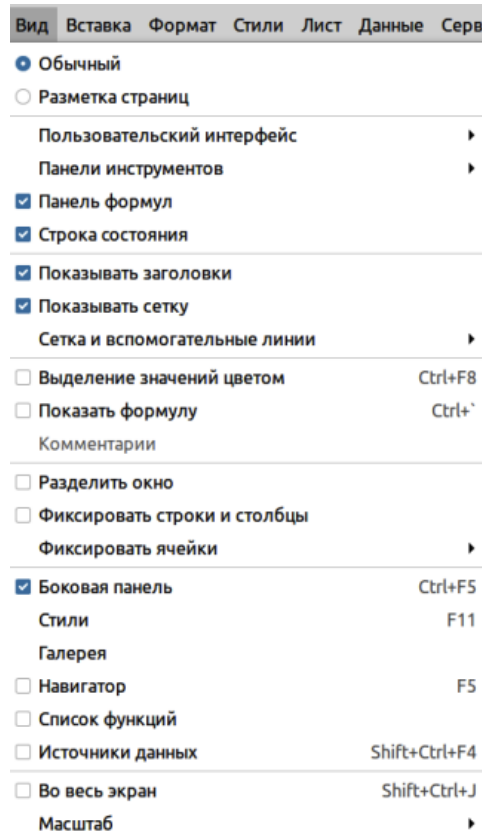 Вид Вставка Формат Стили Лист Данные Серв
Обычный
Разметка страниц
Пользовательский интерфейс
Панели инструментов
Панель формул
Строка состояния
Показывать заголовки
Показывать сетку
Сетка и вспомогательные линии
Выделение значений цветом Ctrl+F8
Показать формулу Ctrl+`
Комментарии
Разделить окно
Фиксировать строки и столбцы
Фиксировать ячейки
Боковая панель Ctrl+F5
Стили F11
Галерея
Навигатор F5
Список функций
Источники данных Shift+Ctrl+F4
Во весь экран Shift+Ctrl+J
Масштаб